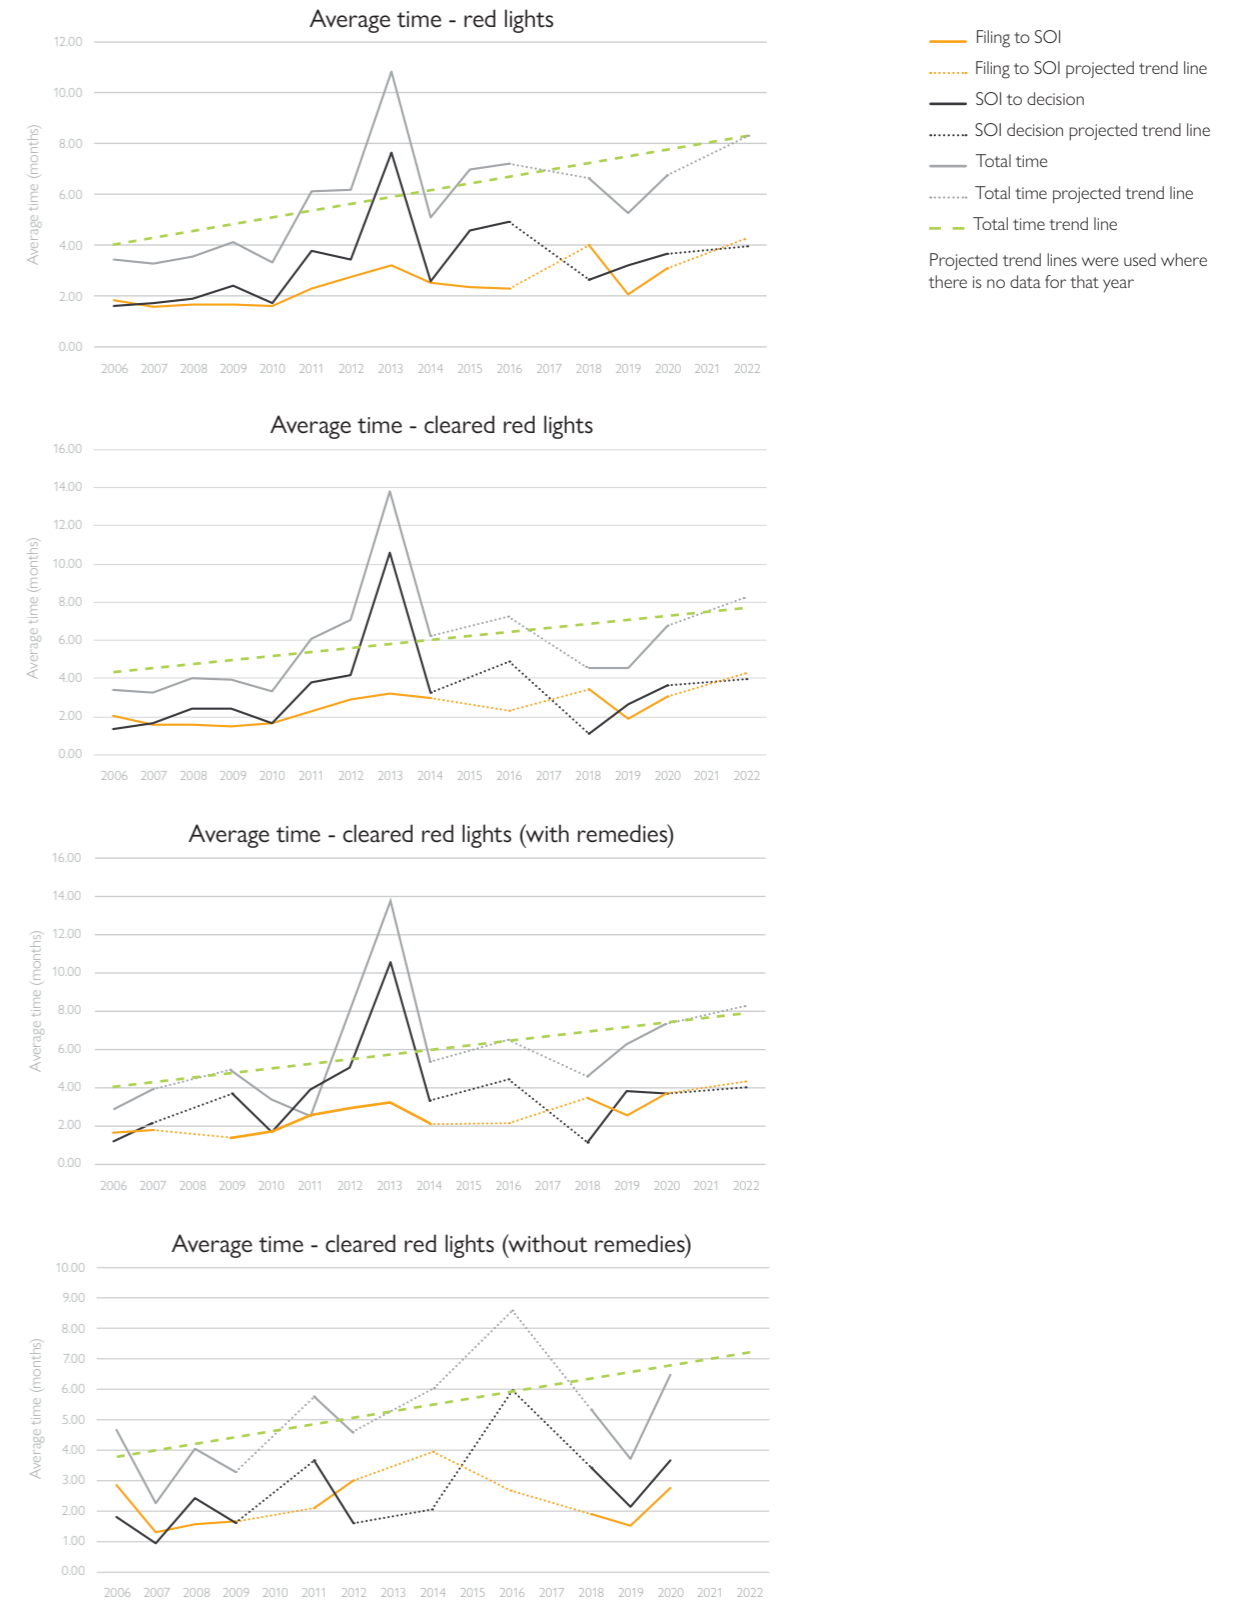 Average time - red lights
12.00
10.00
8.00
6.00
4.00
2.00
0.00
Average time (months)
2006 2007 2008 2009 2010 2011 2012 2013 2014 2015 2016 2017 2018 2019 2020 2021 2022
Filing to SOI
Filing to SOI projected trend line
SOI to decision
SOI decision projected trend line
Total time
Total time projected trend line
Total time trend line
Projected trend lines were used where
there is no data for that year
Average time - cleared red lights
16.00
14.00
12.00
10.00
8.00
6.00
4.00
2.00
0.00
Average time (months)
2006 2007 2008 2009 2010 2011 2012 2013 2014 2015 2016 2017 2018 2019 2020 2021 2022
Average time - cleared red lights (with remedies)
16.00
14.00
12.00
10.00
8.00
6.00
4.00
2.00
0.00
Average time (months)
2006 2007 2008 2009 2010 2011 2012 2013 2014 2015 2016 2017 2018 2019 2020 2021 2022
Average time - cleared red lights (without remedies)
10.00
9.00
8.00
7.00
6.00
5.00
4.00
3.00
2.00
1.00
0.00
Average time (months)
2006 2007 2008 2009 2010 2011 2012 2013 2014 2015 2016 2017 2018 2019 2020 2021 2022